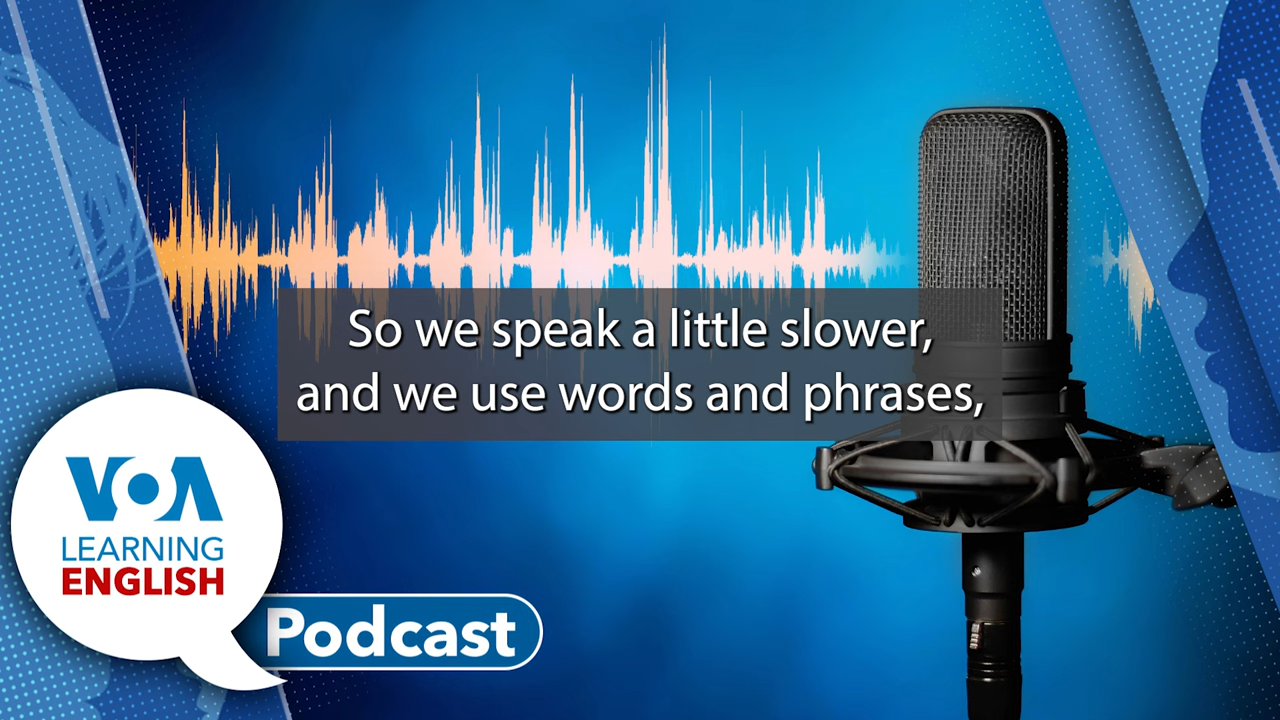 So we speak a little slower,
and we use words and phrases,
VOA
LEARNING
ENGLISH
Podcast